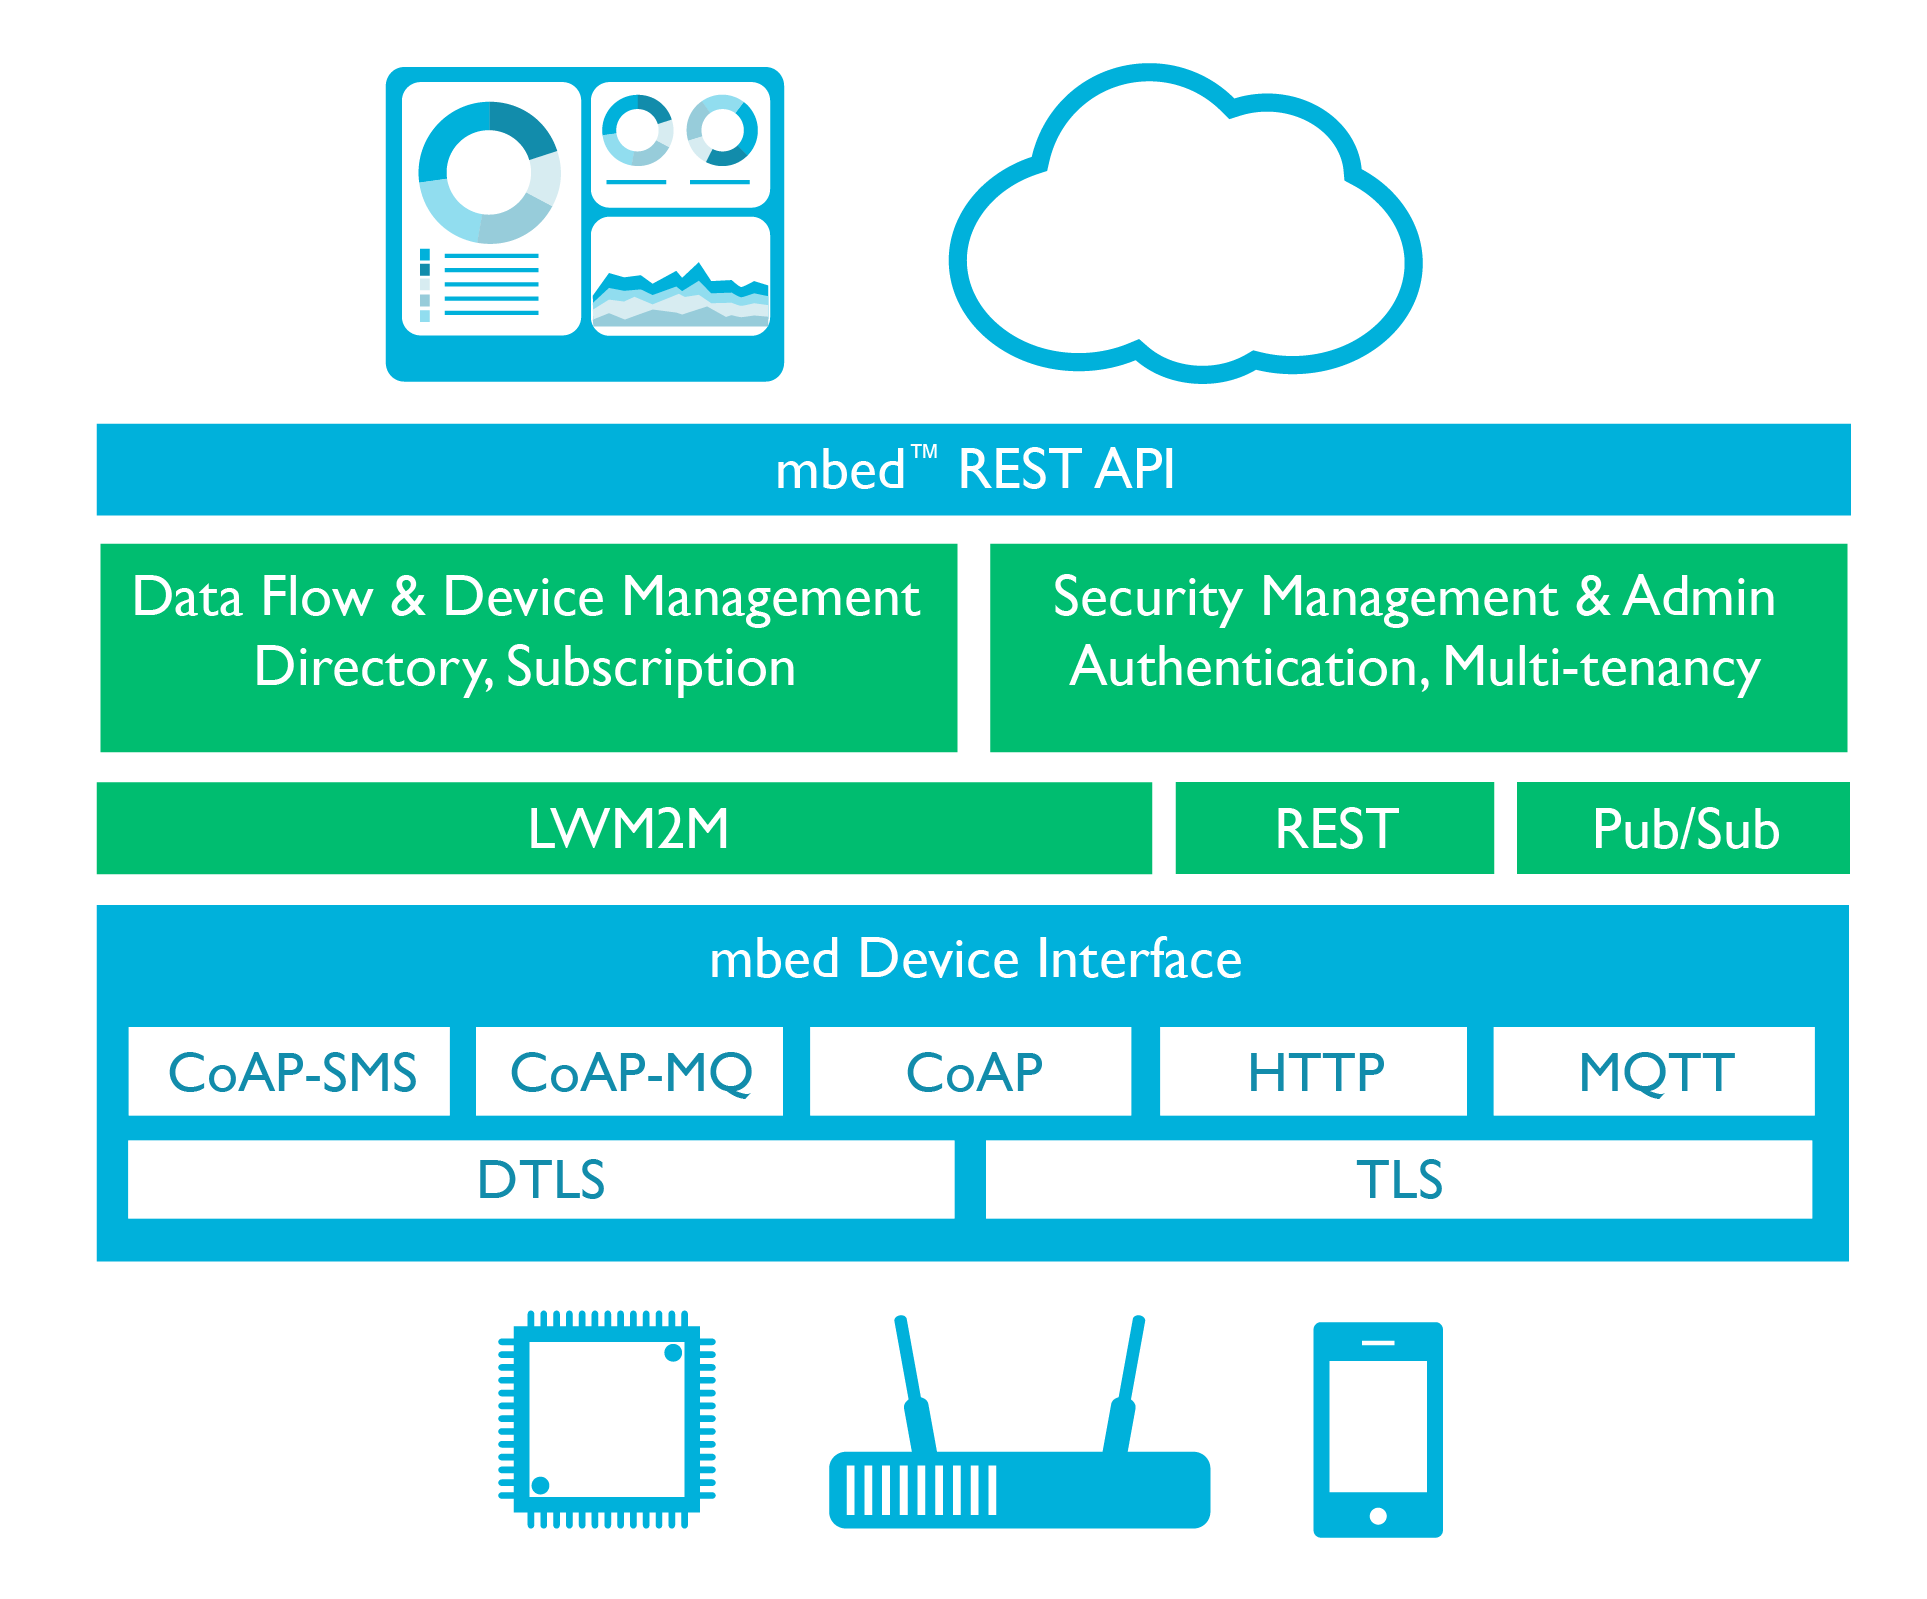 mbed™ REST API
Data Flow & Device Management
Directory, Subscription
Security Management & Admin
Authentication, Multi-tenancy
LWM2M
REST
Pub/Sub
mbed Device Interface
CoAP-SMS
CoAP-MQ
CoAP
HTTP
MQTT
DTLS
TLS